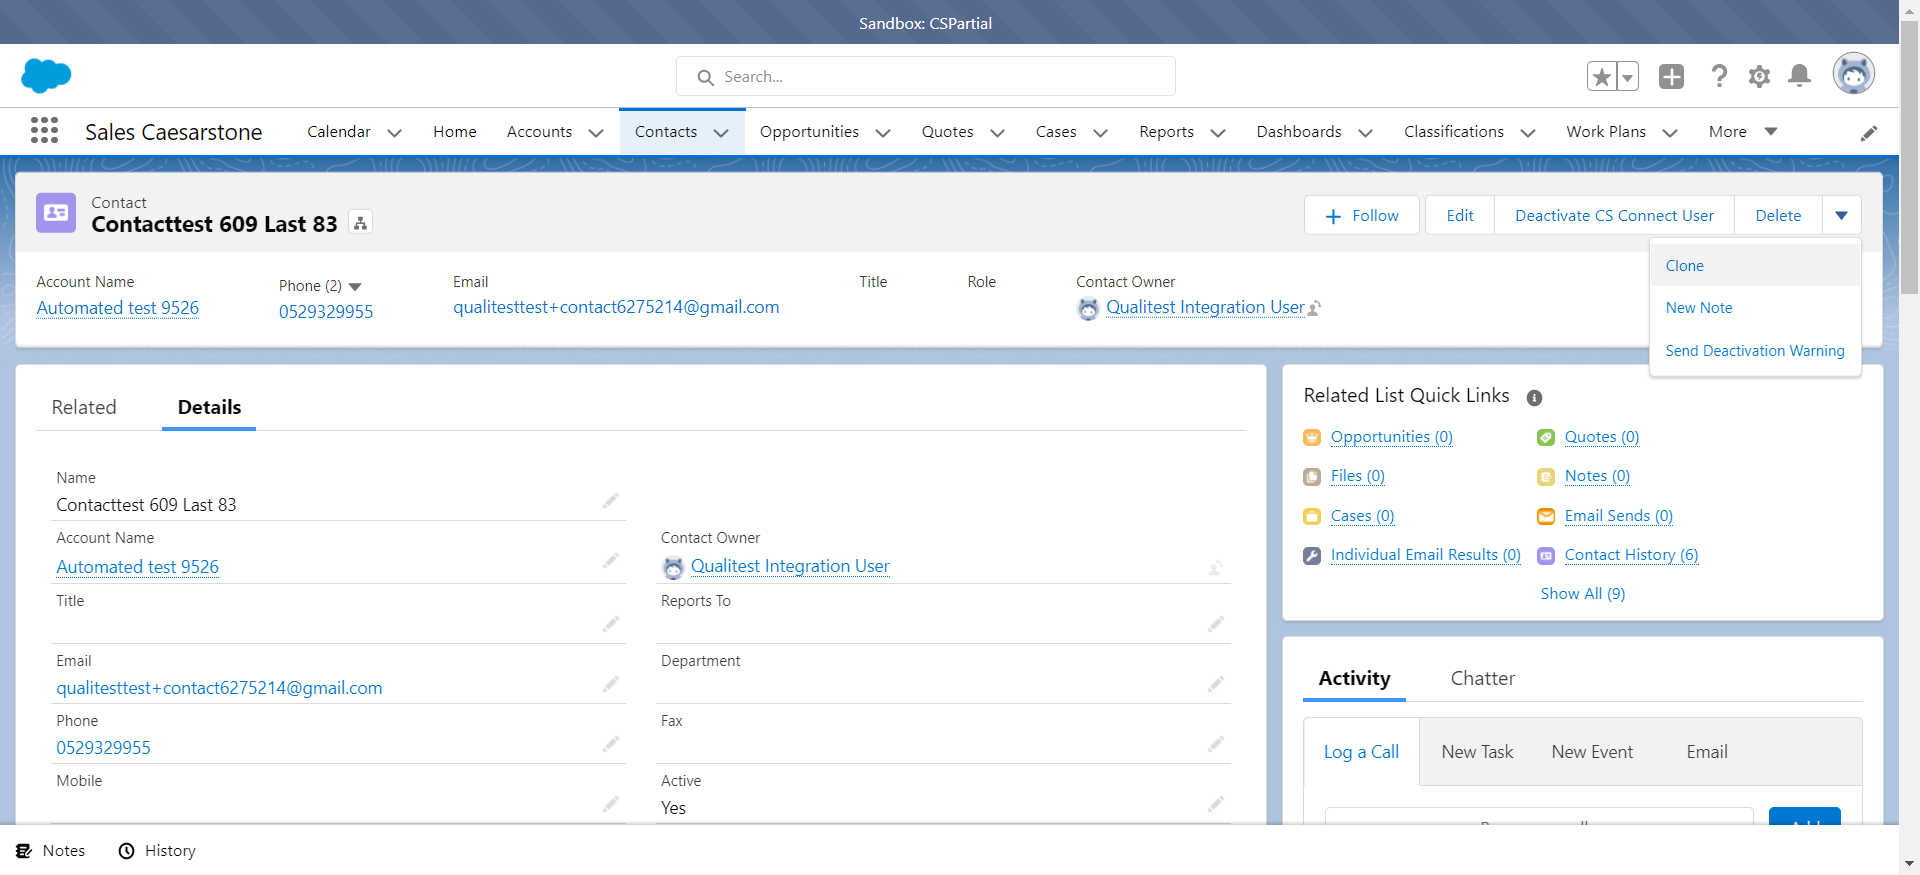 Sandbox: CSPartial
Search...
Sales Caesarstone
Calendar
Home
Accounts
Contacts
Opportunities
Quotes
Cases
Reports
Dashboards
Classifications
Work Plans
More
Contact
Contacttest 609 Last 83
Follow
Edit
Deactivate CS Connect User
Delete
Clone
New Note
Send Deactivation Warning
Account Name
Automated test 9526
Phone (2)
0529329955
Email
qualitesttest+contact6275214@gmail.com
Title
Role
Contact Owner
Qualitest Integration User
Related
Details
Name
Contacttest 609 Last 83
Account Name
Automated test 9526
Contact Owner
Qualitest Integration User
Title
Reports To
Email
qualitesttest+contact6275214@gmail.com
Department
Phone
0529329955
Fax
Mobile
Active
Yes
Related List Quick Links
Opportunities (0)
Quotes (0)
Files (0)
Notes (0)
Cases (0)
Email Sends (0)
Individual Email Results (0)
Contact History (6)
Show All (9)
Activity
Chatter
Log a Call
New Task
New Event
Email
Notes
History